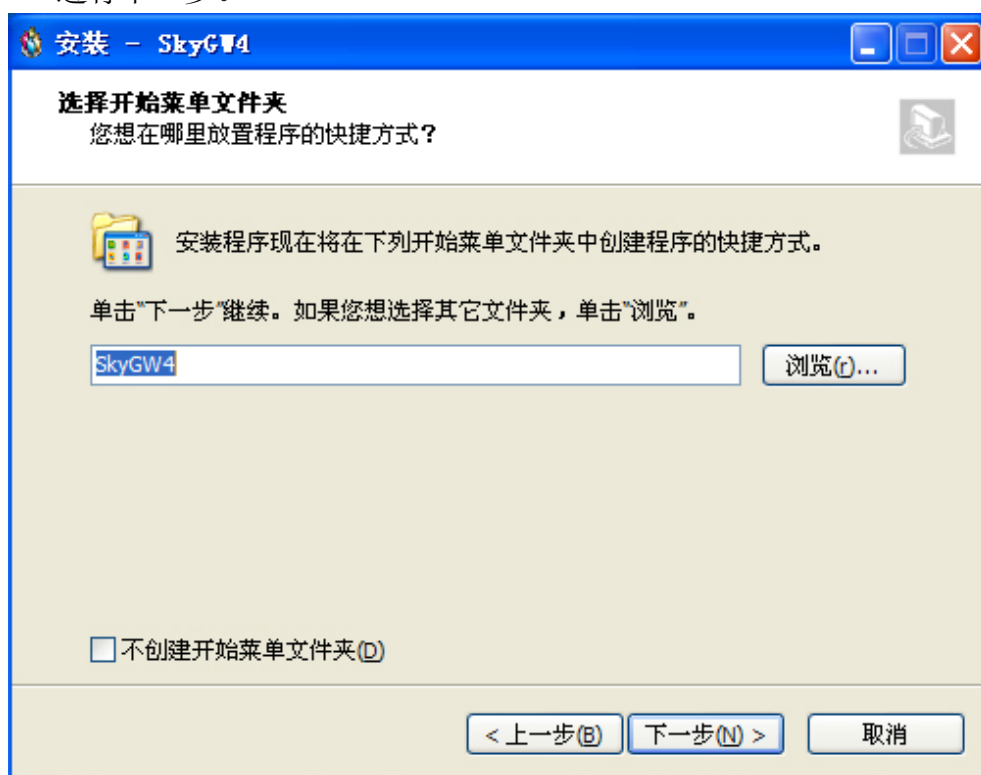 安装 - SkyGW4
选择开始菜单文件夹
您想在哪里放置程序的快捷方式?
安装程序现在将在下列开始菜单文件夹中创建程序的快捷方式。
单击"下一步"继续。如果您想选择其它文件夹，单击"浏览"。
SkyGW4
浏览(r)...
不创建开始菜单文件夹(D)
<上一步(B)
下一步(N) >
取消